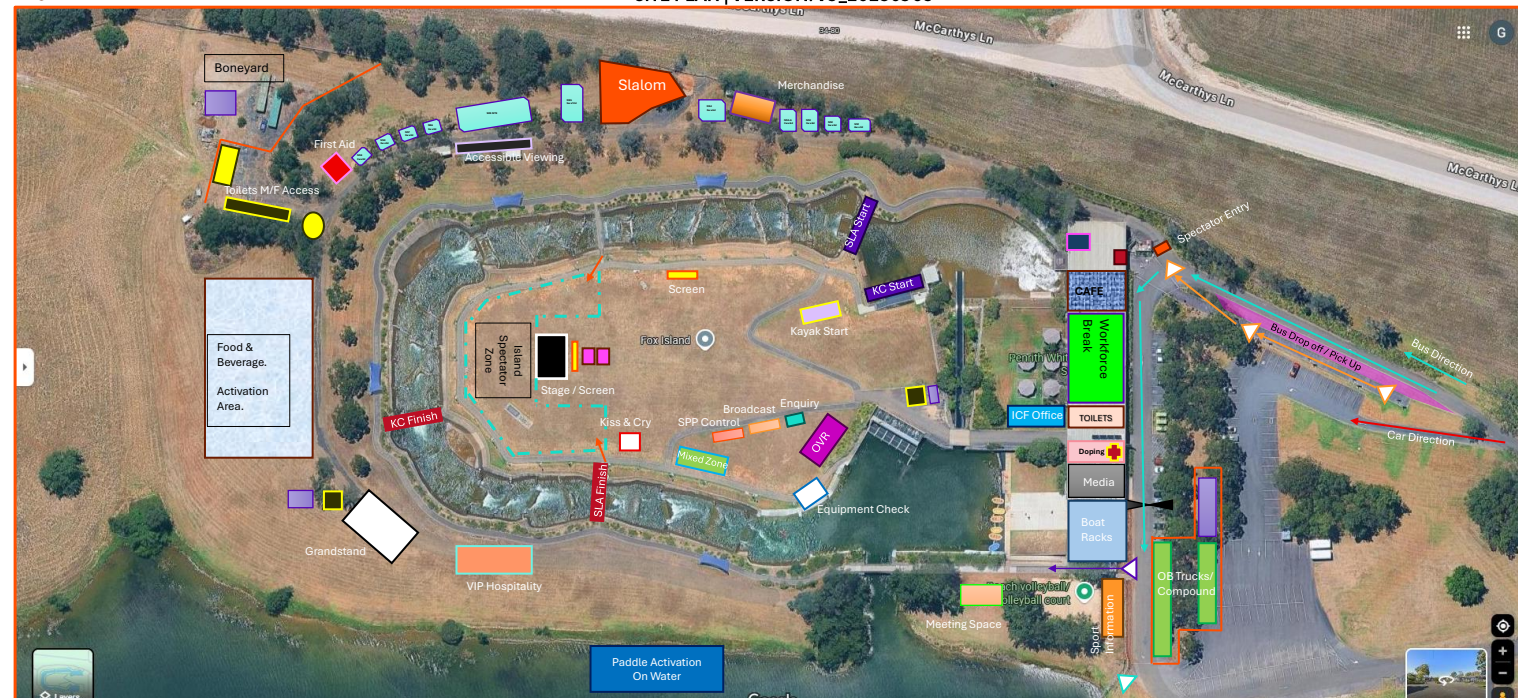 McCarthys Ln
McCarthys Ln
McCarthys Ln
Boneyard
Slalom
Merchandise
First Aid
Accessible Viewing
Toilets M/F Access
Spectator Entry
SLA Start
KC Start
CAFE
Screen
Kayak Start
Fox Island
Workforce
Break
Bus Drop off / Pick Up
Bus Direction
Food &
Beverage.
Activation
Area.
Island
Spectator
Zone
Stage / Screen
Penrith Whit
KC Finish
Kiss & Cry
SPP Control
Broadcast
Enquiry
OVR
ICF Office
TOILETS
Car Direction
Mixed Zone
Doping
SLA Finish
Media
Equipment Check
Boat
Racks
Grandstand
VIP Hospitality
OB Trucks/
Compound
Meeting Space
Sport
Information
Paddle Activation
On Water
Layers
G